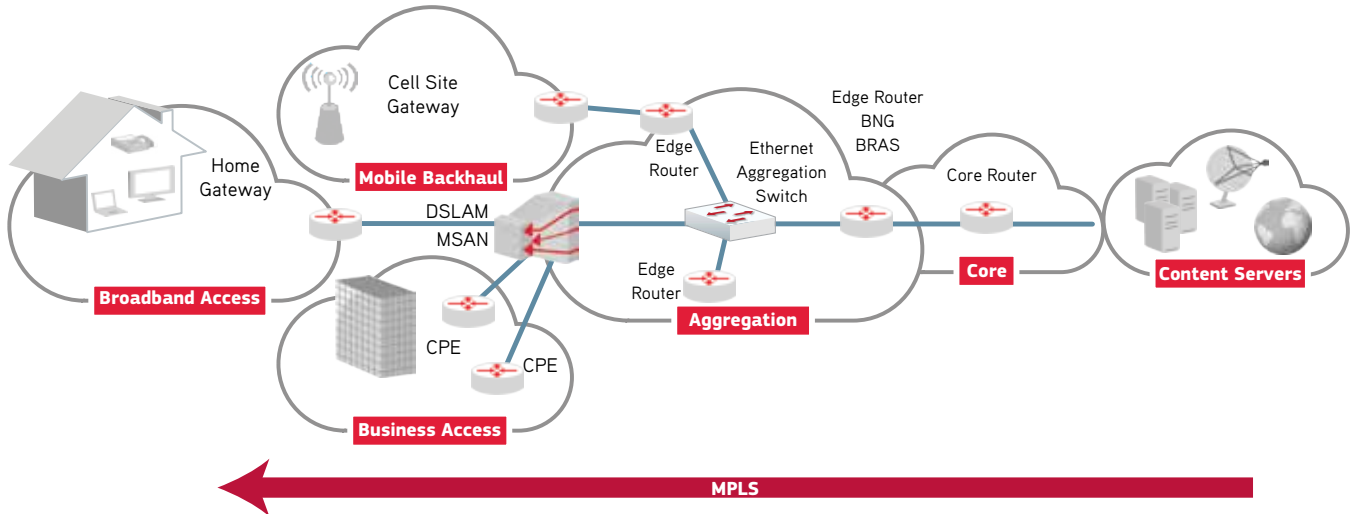 Cell Site
Gateway
Mobile Backhaul
Home
Gateway
Broadband Access
DSLAM
MSAN
CPE
CPE
Business Access
Edge
Router
Ethernet
Aggregation
Switch
Edge
Router
Aggregation
Edge Router
BNG
BRAS
Core Router
Core
Content Servers
MPLS